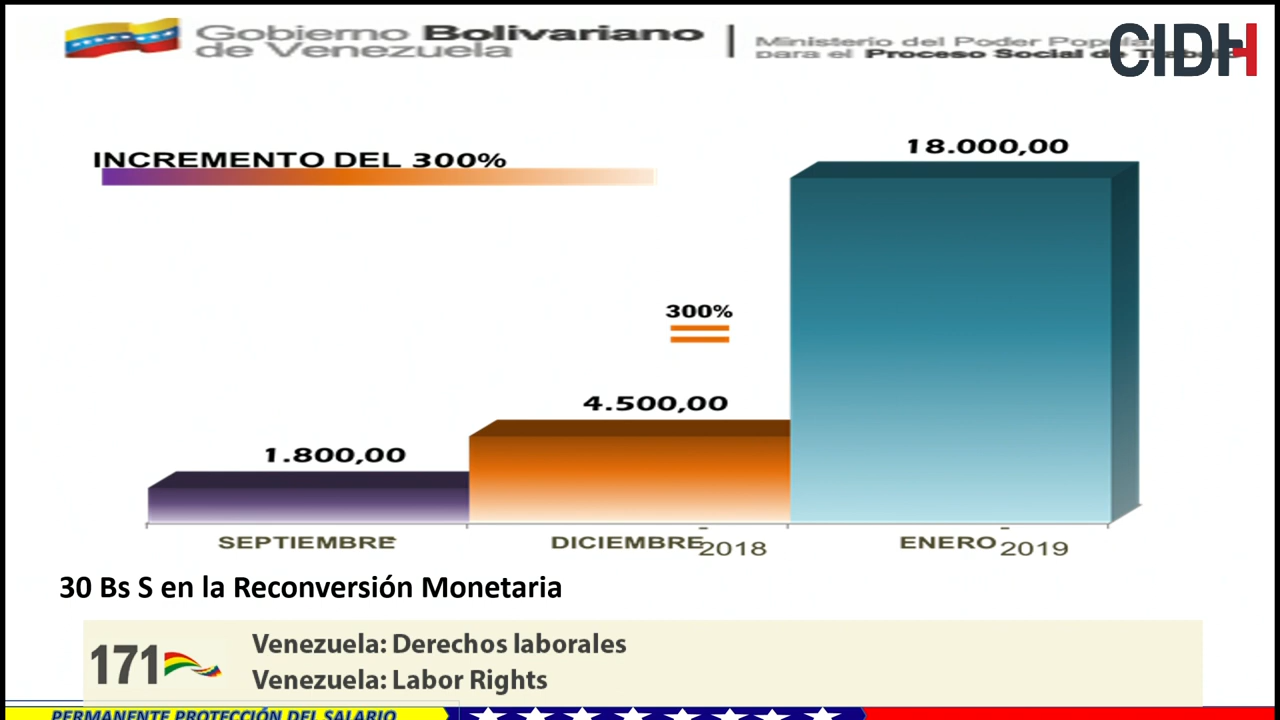 Gobierno Bolivariano
de Venezuela
Ministerio del Poder Popular
para el Proceso Social de Trabajo
CIDH
INCREMENTO DEL 300%
18.000,00
300%
4.500,00
1.800,00
SEPTIEMBRE
DICIEMBRE 2018
ENERO 2019
30 Bs S en la Reconversión Monetaria
171
Venezuela: Derechos laborales
Venezuela: Labor Rights
PERMANENTE PROTECCIÓN DEL SALARIO